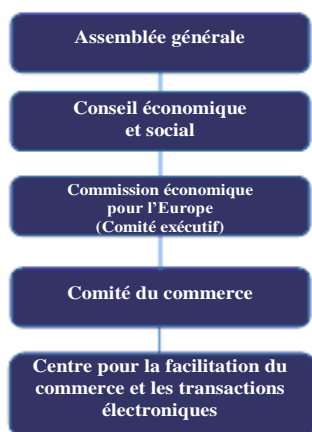 Assemblée générale
Conseil économique
et social
Commission économique
pour l’Europe
(Comité exécutif)
Comité du commerce
Centre pour la facilitation du
commerce et les transactions
électroniques